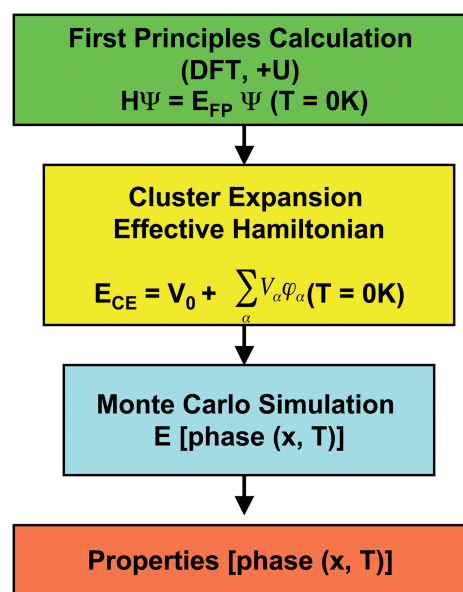 First Principles Calculation
(DFT, +U)
HΨ = E_FP Ψ (T = 0K)
Cluster Expansion
Effective Hamiltonian
E_CE = V_0 + ∑_α V_α φ_α (T = 0K)
Monte Carlo Simulation
E [phase (x, T)]
Properties [phase (x, T)]